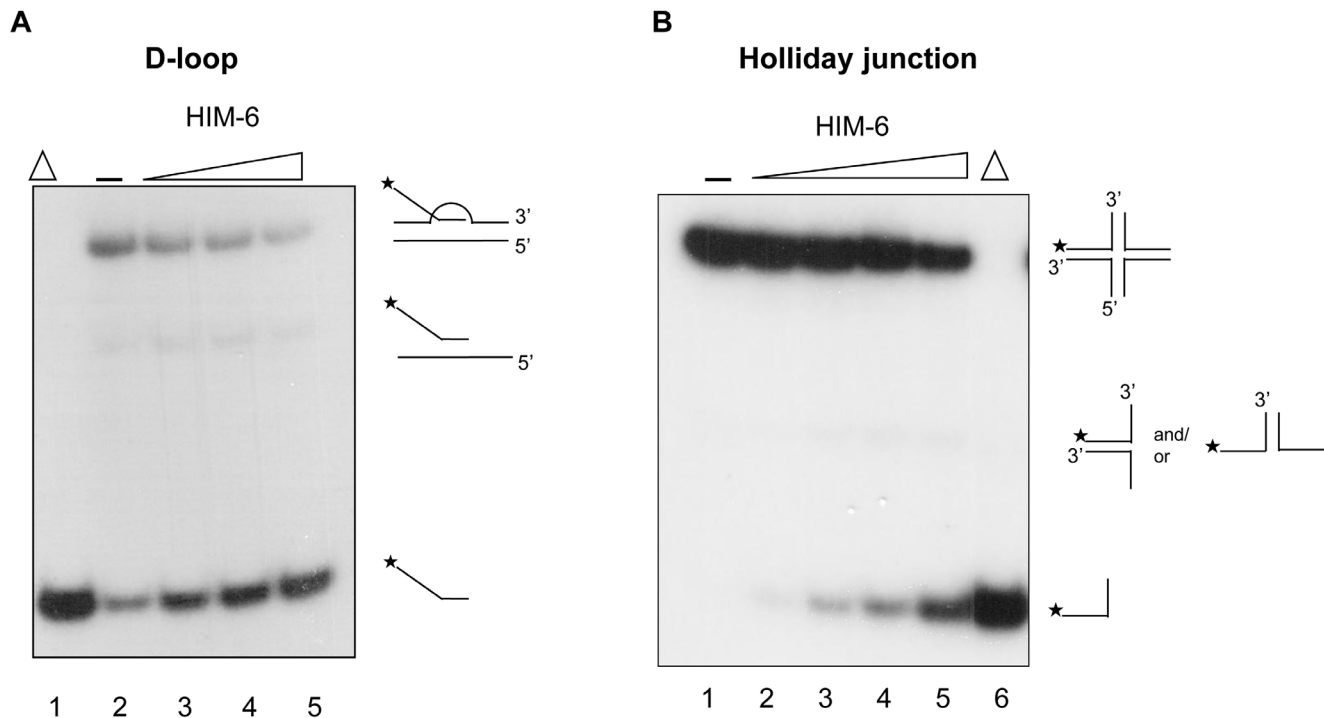 A
D-loop
HIM-6
3’
5’
5’
1 2 3 4 5
B
Holliday junction
HIM-6
3’
3’
5’
3’
3’
and/
or
3’
1 2 3 4 5 6